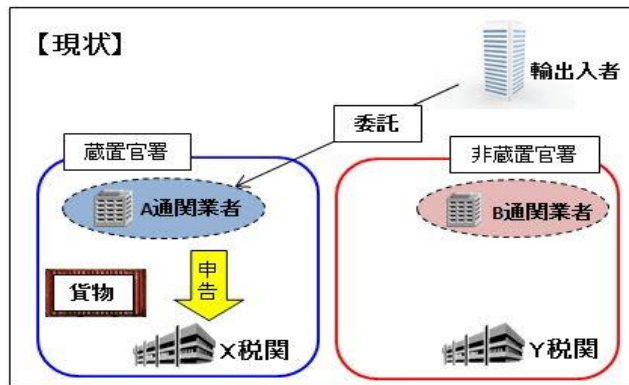 【現状】
輸出入者
委託
蔵置官署
非蔵置官署
A通関業者
B通関業者
申告
貨物
X税関
Y税関